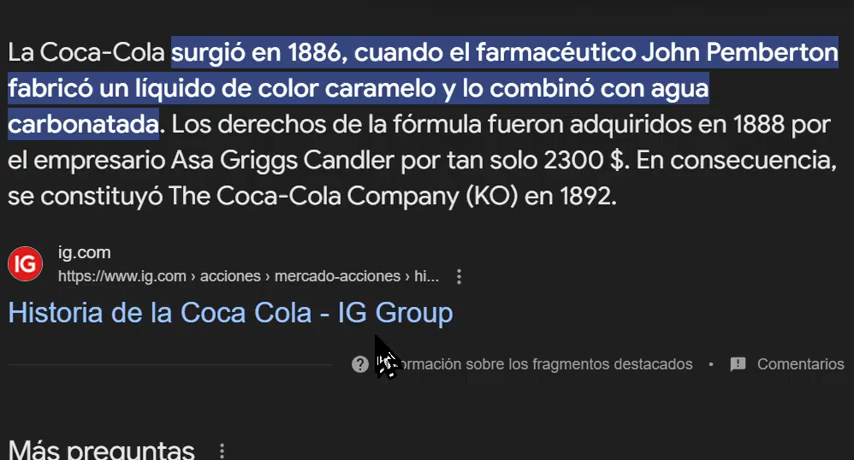 La Coca-Cola surgió en 1886, cuando el farmacéutico John Pemberton
fabricó un líquido de color caramelo y lo combinó con agua
carbonatada. Los derechos de la fórmula fueron adquiridos en 1888 por
el empresario Asa Griggs Candler por tan solo 2300 $. En consecuencia,
se constituyó The Coca-Cola Company (KO) en 1892.
IG
ig.com
https://www.ig.com › acciones › mercado-acciones › hi...
Historia de la Coca Cola - IG Group
sobre los fragmentos destacados • Comentarios
Más preguntas